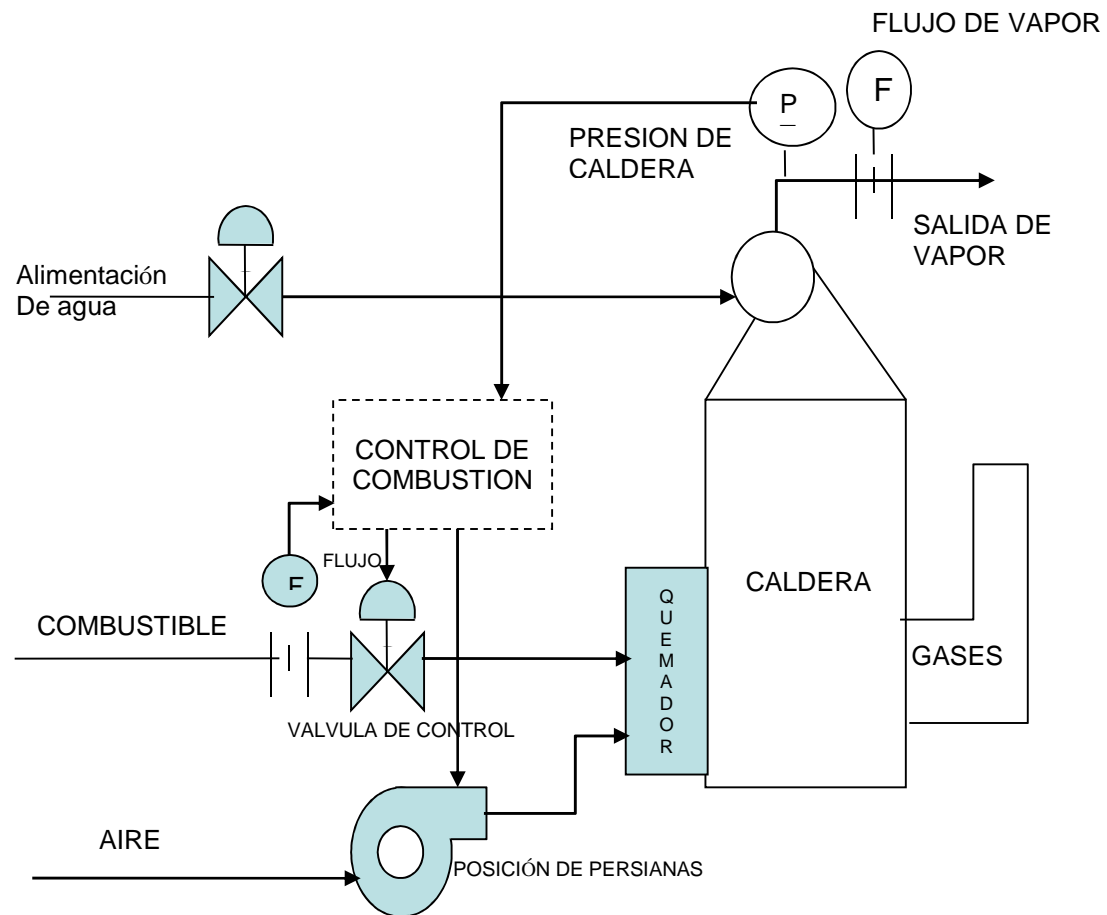 FLUJO DE VAPOR
P
F
PRESION DE
CALDERA
SALIDA DE
VAPOR
Alimentación
De agua
CONTROL DE
COMBUSTION
FLUJO
F
COMBUSTIBLE
VALVULA DE CONTROL
QUEMADOR
CALDERA
GASES
AIRE
POSICIÓN DE PERSIANAS